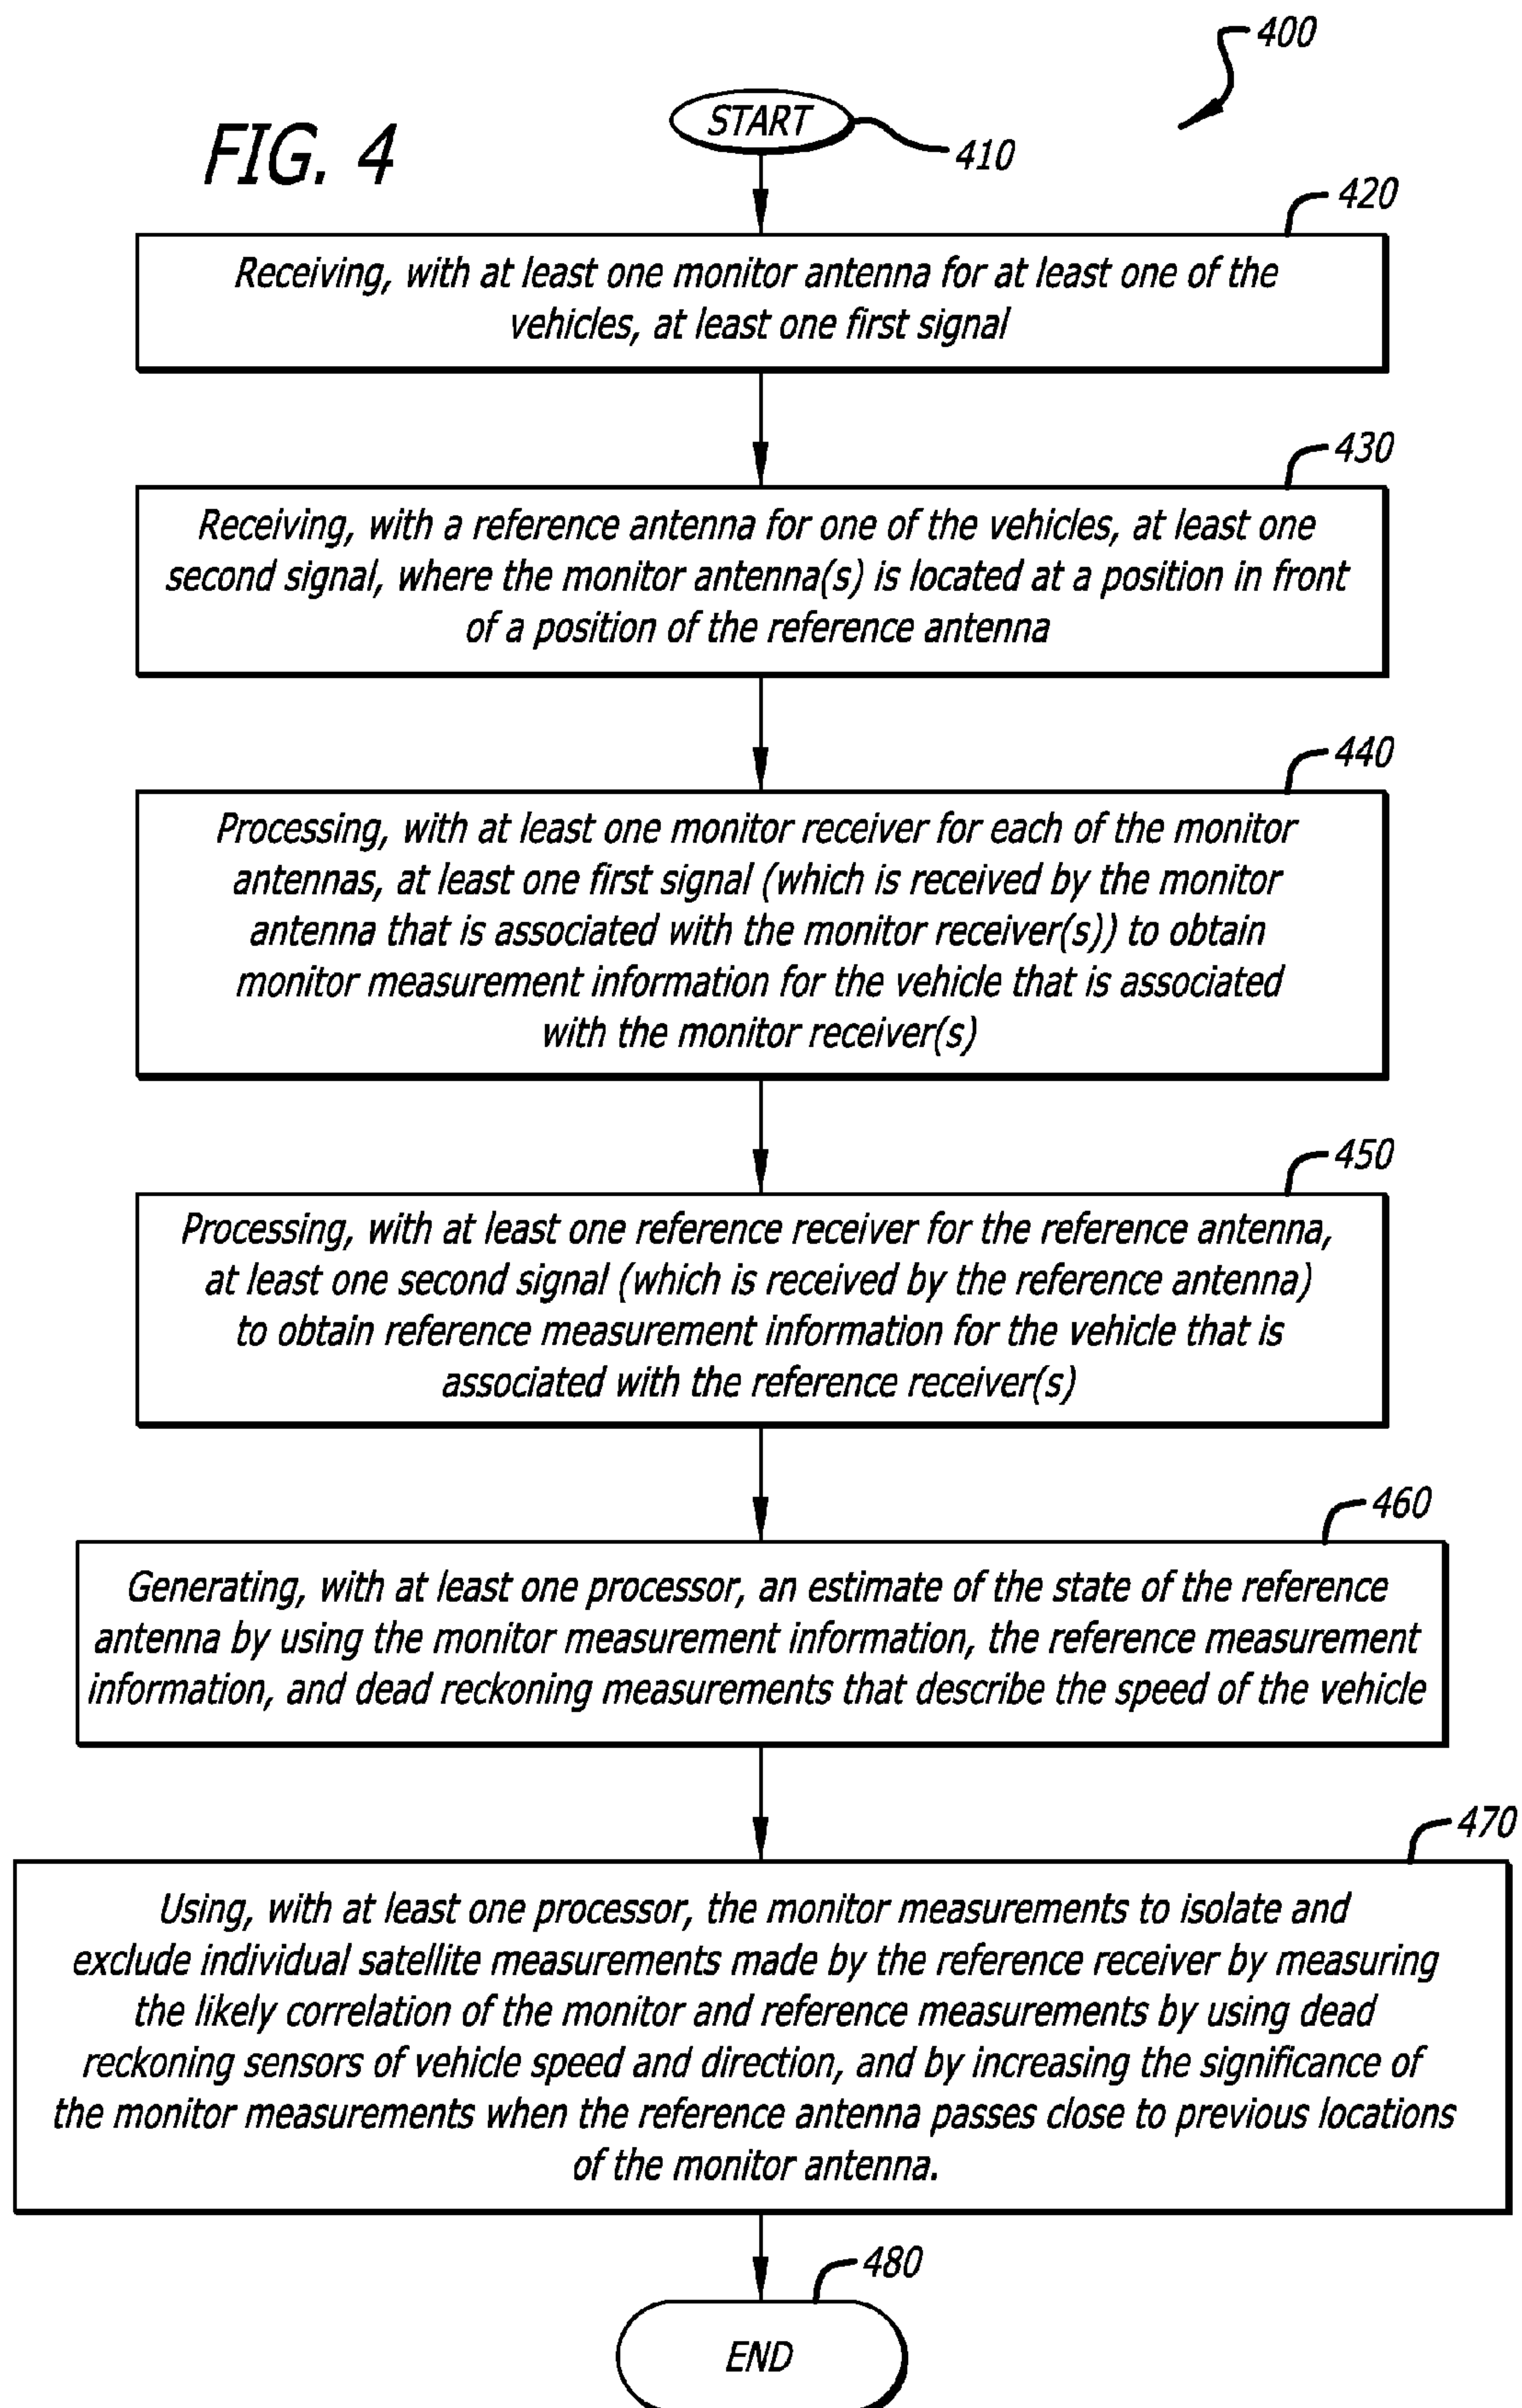 400
START
FIG. 4
410
420
Receiving, with at least one monitor antenna for at least one of the
vehicles, at least one first signal
430
Receiving, with a reference antenna for one of the vehicles, at least one
second signal, where the monitor antenna(s) is located at a position in front
of a position of the reference antenna
440
Processing, with at least one monitor receiver for each of the monitor
antennas, at least one first signal (which is received by the monitor
antenna that is associated with the monitor receiver(s)) to obtain
monitor measurement information for the vehicle that is associated
with the monitor receiver(s)
450
Processing, with at least one reference receiver for the reference antenna,
at least one second signal (which is received by the reference antenna)
to obtain reference measurement information for the vehicle that is
associated with the reference receiver(s)
460
Generating, with at least one processor, an estimate of the state of the reference
antenna by using the monitor measurement information, the reference measurement
information, and dead reckoning measurements that describe the speed of the vehicle
470
Using, with at least one processor, the monitor measurements to isolate and
exclude individual satellite measurements made by the reference receiver by measuring
the likely correlation of the monitor and reference measurements by using dead
reckoning sensors of vehicle speed and direction, and by increasing the significance of
the monitor measurements when the reference antenna passes close to previous locations
of the monitor antenna.
480
END